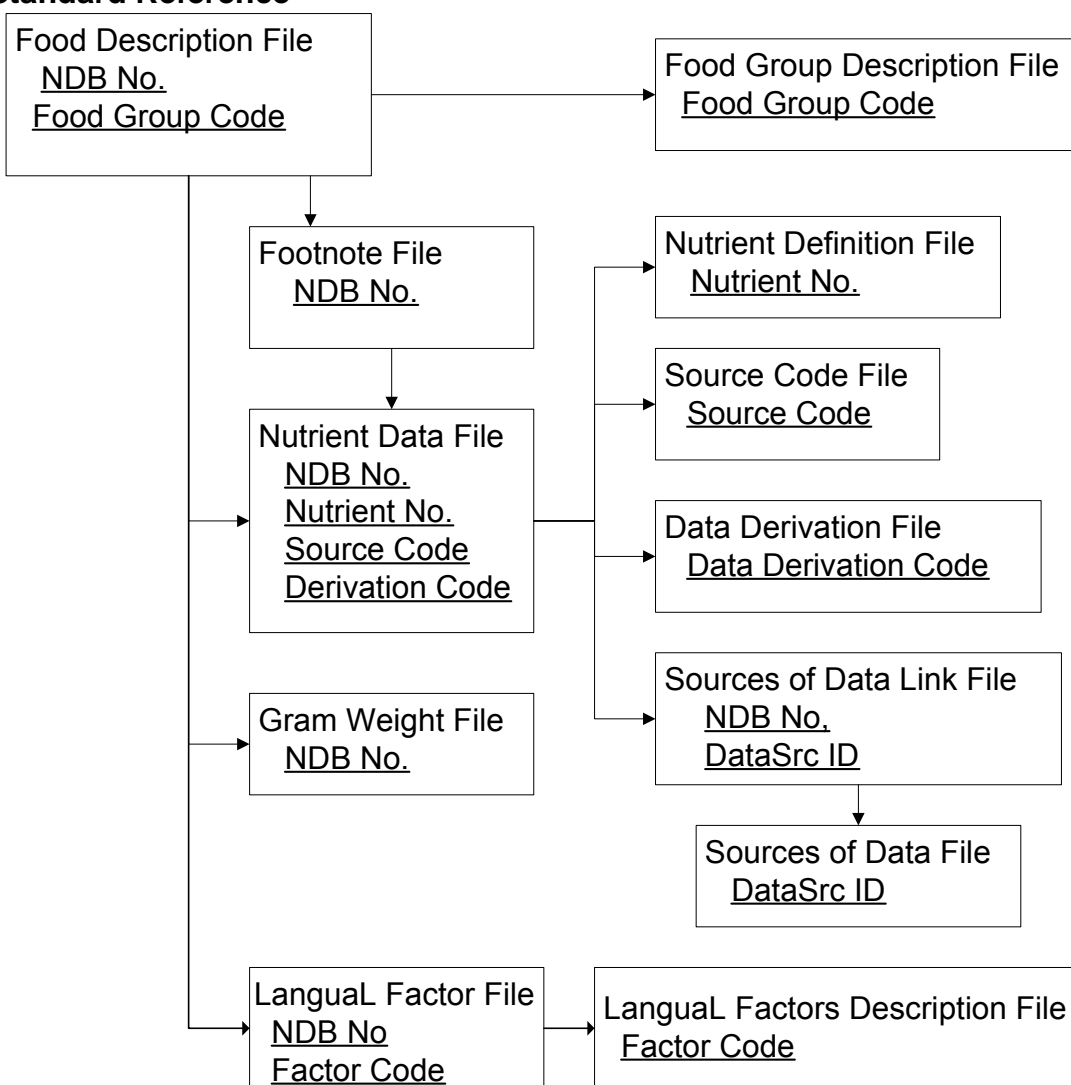 Standard Reference
Food Description File
NDB No.
Food Group Code
Food Group Description File
Food Group Code
Footnote File
NDB No.
Nutrient Definition File
Nutrient No.
Source Code File
Source Code
Nutrient Data File
NDB No.
Nutrient No.
Source Code
Derivation Code
Data Derivation File
Data Derivation Code
Sources of Data Link File
NDB No,
DataSrc ID
Gram Weight File
NDB No.
Sources of Data File
DataSrc ID
LanguaL Factor File
NDB No
Factor Code
LanguaL Factors Description File
Factor Code